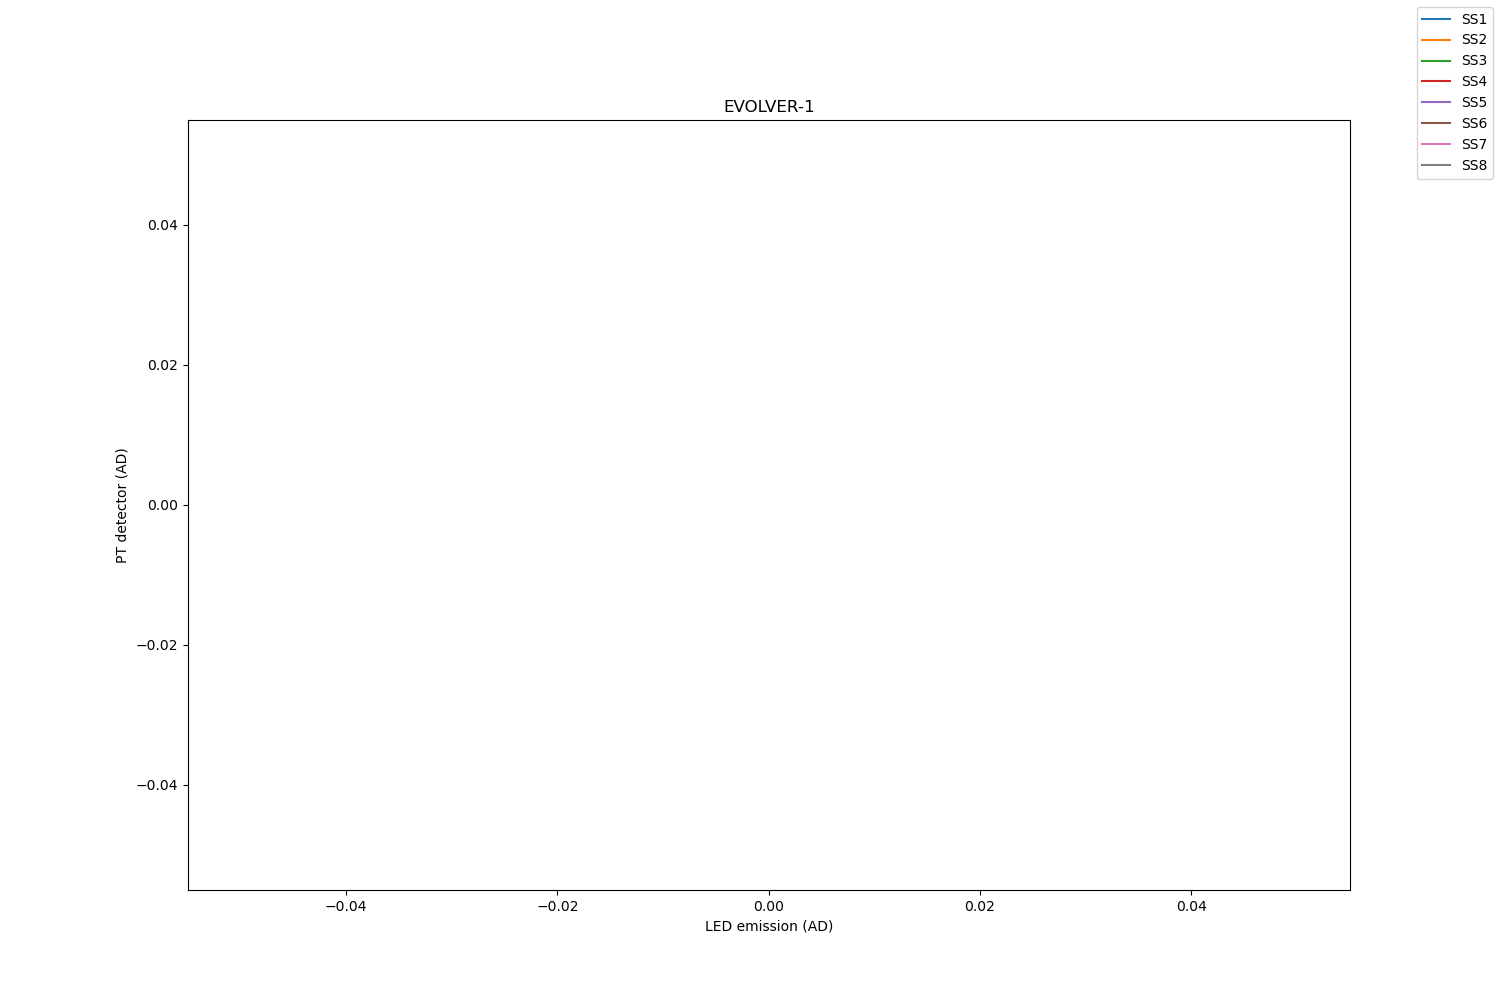 SS1
SS2
SS3
SS4
SS5
SS6
SS7
SS8
EVOLVER-1
0.04
0.02
0.00
−0.02
−0.04
PT detector (AD)
−0.04 −0.02 0.00 0.02 0.04
LED emission (AD)